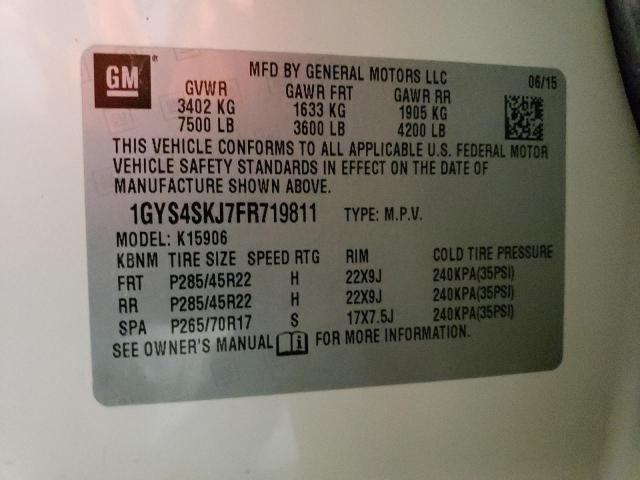 GM®
MFD BY GENERAL MOTORS LLC 06/15
GVWR GAWR FRT GAWR RR
3402 KG 1633 KG 1905 KG
7500 LB 3600 LB 4200 LB
THIS VEHICLE CONFORMS TO ALL APPLICABLE U.S. FEDERAL MOTOR
VEHICLE SAFETY STANDARDS IN EFFECT ON THE DATE OF
MANUFACTURE SHOWN ABOVE.
1GYS4SKJ7FR719811 TYPE: M.P.V.
MODEL: K15906
KBNM TIRE SIZE SPEED RTG RIM COLD TIRE PRESSURE
FRT P285/45R22 H 22X9J 240KPA(35PSI)
RR P285/45R22 H 22X9J 240KPA(35PSI)
SPA P265/70R17 S 17X7.5J 240KPA(35PSI)
SEE OWNER'S MANUAL FOR MORE INFORMATION.